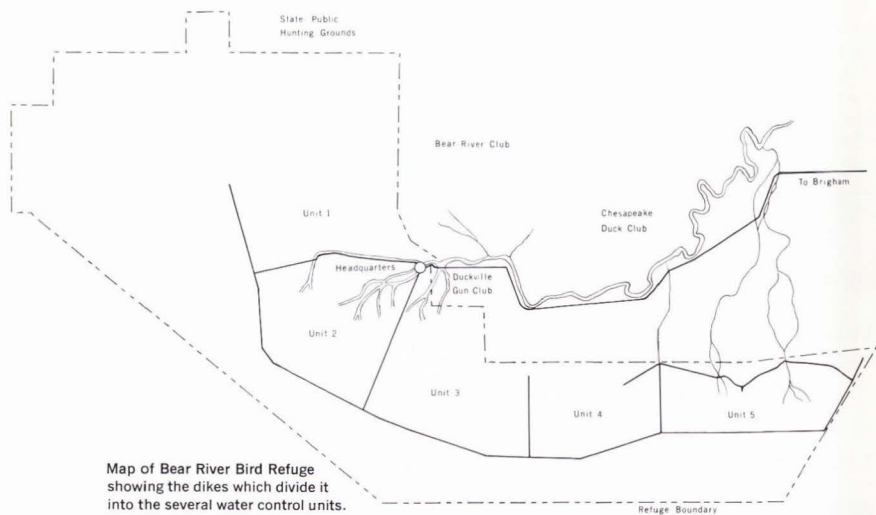 State Public
Hunting Grounds
Bear River Club
To Brigham
Chesapeake
Duck Club
Unit 1
Headquarters
Duckville
Gun Club
Unit 2
Unit 3
Unit 4
Unit 5
Map of Bear River Bird Refuge
showing the dikes which divide it
into the several water control units.
Refuge Boundary